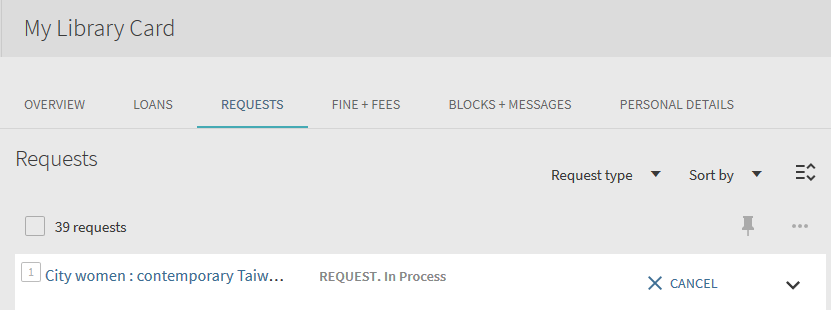 My Library Card
OVERVIEW LOANS REQUESTS FINE + FEES BLOCKS + MESSAGES PERSONAL DETAILS
Requests
Request type Sort by
39 requests
1 City women : contemporary Taiw... REQUEST. In Process CANCEL